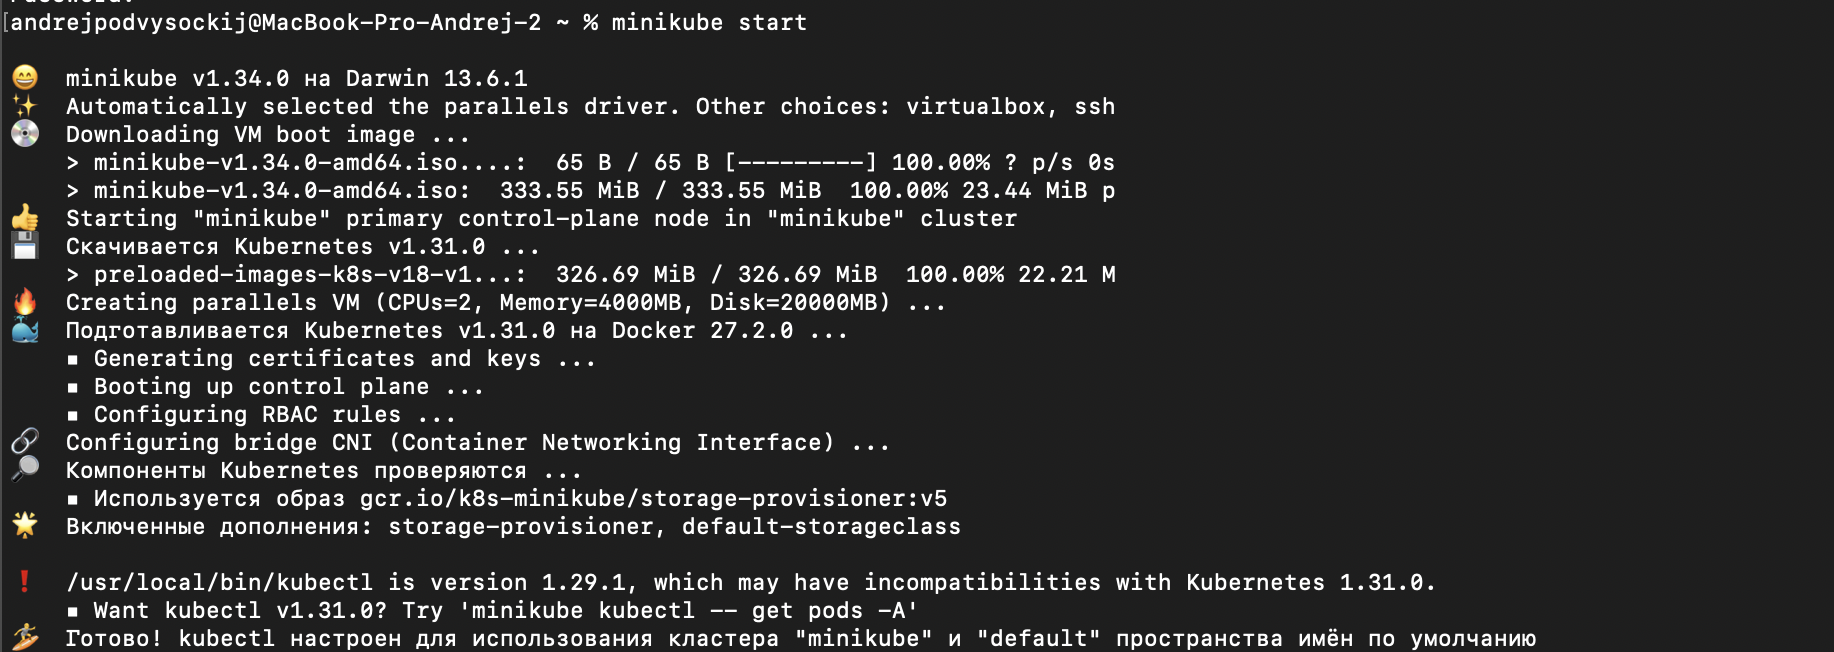 andrejpodvysockij@MacBook-Pro-Andrej-2 ~ % minikube start
😄 minikube v1.34.0 на Darwin 13.6.1
✨ Automatically selected the parallels driver. Other choices: virtualbox, ssh
💿 Downloading VM boot image ...
> minikube-v1.34.0-amd64.iso....: 65 B / 65 B [---------] 100.00% ? p/s 0s
> minikube-v1.34.0-amd64.iso: 333.55 MiB / 333.55 MiB 100.00% 23.44 MiB p
👍 Starting "minikube" primary control-plane node in "minikube" cluster
💾 Скачивается Kubernetes v1.31.0 ...
> preloaded-images-k8s-v18-v1...: 326.69 MiB / 326.69 MiB 100.00% 22.21 M
🔥 Creating parallels VM (CPUs=2, Memory=4000MB, Disk=20000MB) ...
🐳 Подготавливается Kubernetes v1.31.0 на Docker 27.2.0 ...
▪ Generating certificates and keys ...
▪ Booting up control plane ...
▪ Configuring RBAC rules ...
🔗 Configuring bridge CNI (Container Networking Interface) ...
🔎 Компоненты Kubernetes проверяются ...
▪ Используется образ gcr.io/k8s-minikube/storage-provisioner:v5
🌟 Включенные дополнения: storage-provisioner, default-storageclass
❗ /usr/local/bin/kubectl is version 1.29.1, which may have incompatibilities with Kubernetes 1.31.0.
▪ Want kubectl v1.31.0? Try 'minikube kubectl -- get pods -A'
🏄 Готово! kubectl настроен для использования кластера "minikube" и "default" пространства имён по умолчанию